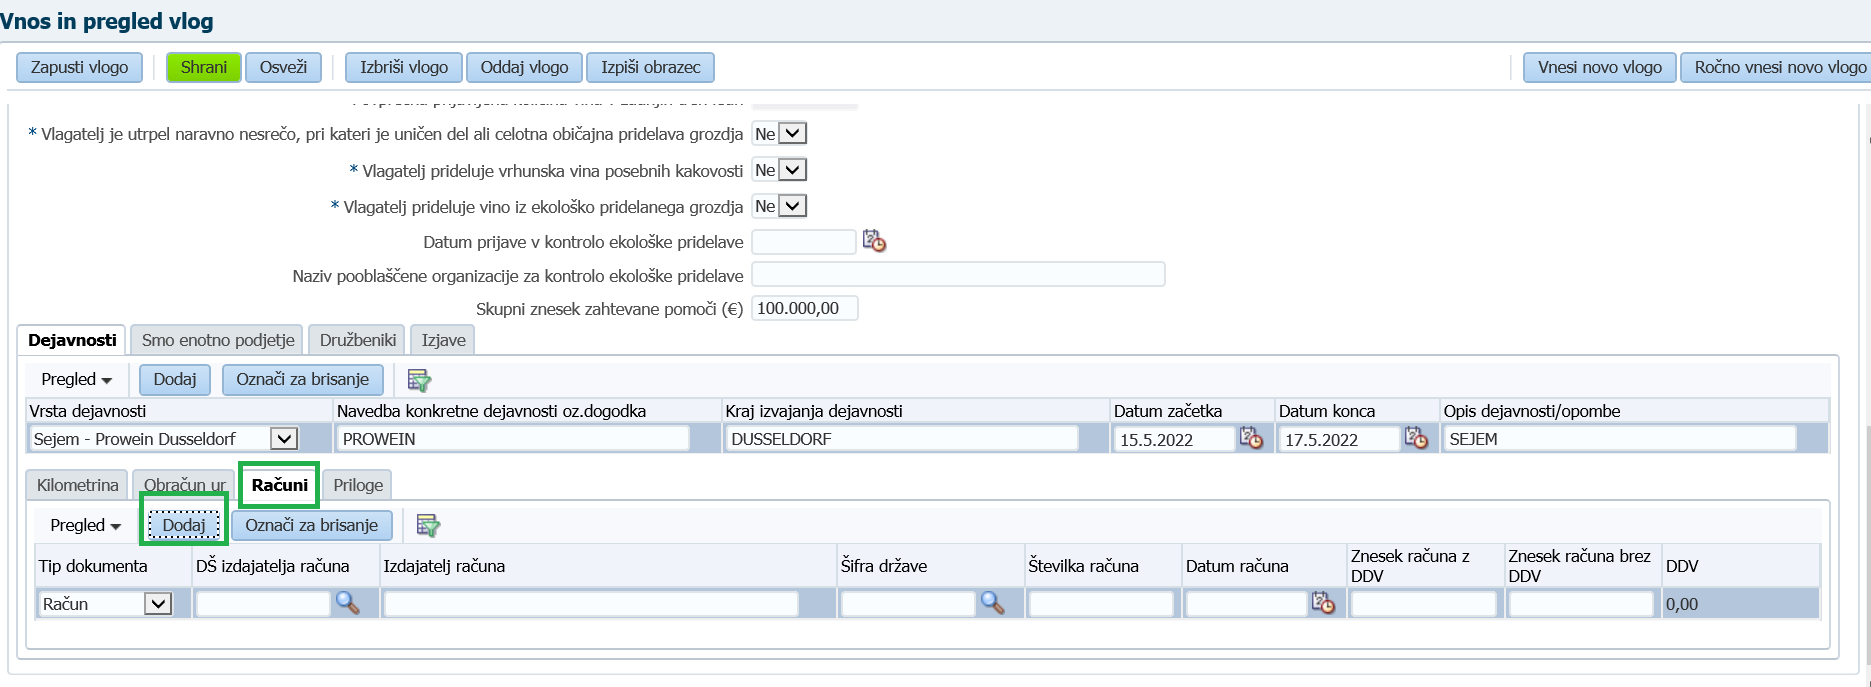 Vnos in pregled vlog
Zapusti vlogo Shrani Osveži Izbriši vlogo Oddaj vlogo Izpiši obrazec Vnesi novo vlogo Ročno vnesi novo vlogo
* Vlagatelj je utrpel naravno nesrečo, pri kateri je uničen del ali celotna običajna pridelava grozdja Ne
* Vlagatelj prideluje vrhunska vina posebnih kakovosti Ne
* Vlagatelj prideluje vino iz ekološko pridelanega grozdja Ne
Datum prijave v kontrolo ekološke pridelave
Naziv pooblaščene organizacije za kontrolo ekološke pridelave
Skupni znesek zahtevane pomoči (€) 100.000,00
Dejavnosti Smo enotno podjetje Družbeniki Izjave
Pregled Dodaj Označi za brisanje
Vrsta dejavnosti Navedba konkretne dejavnosti oz.dogodka Kraj izvajanja dejavnosti Datum začetka Datum konca Opis dejavnosti/opombe
Sejem - Prowein Dusseldorf PROWEIN DUSSELDORF 15.5.2022 17.5.2022 SEJEM
Kilometrina Obračun ur Računi Priloge
Pregled Dodaj Označi za brisanje
Tip dokumenta DŠ izdajatelja računa Izdajatelj računa Šifra države Številka računa Datum računa Znesek računa z DDV Znesek računa brez DDV DDV
Račun 0,00